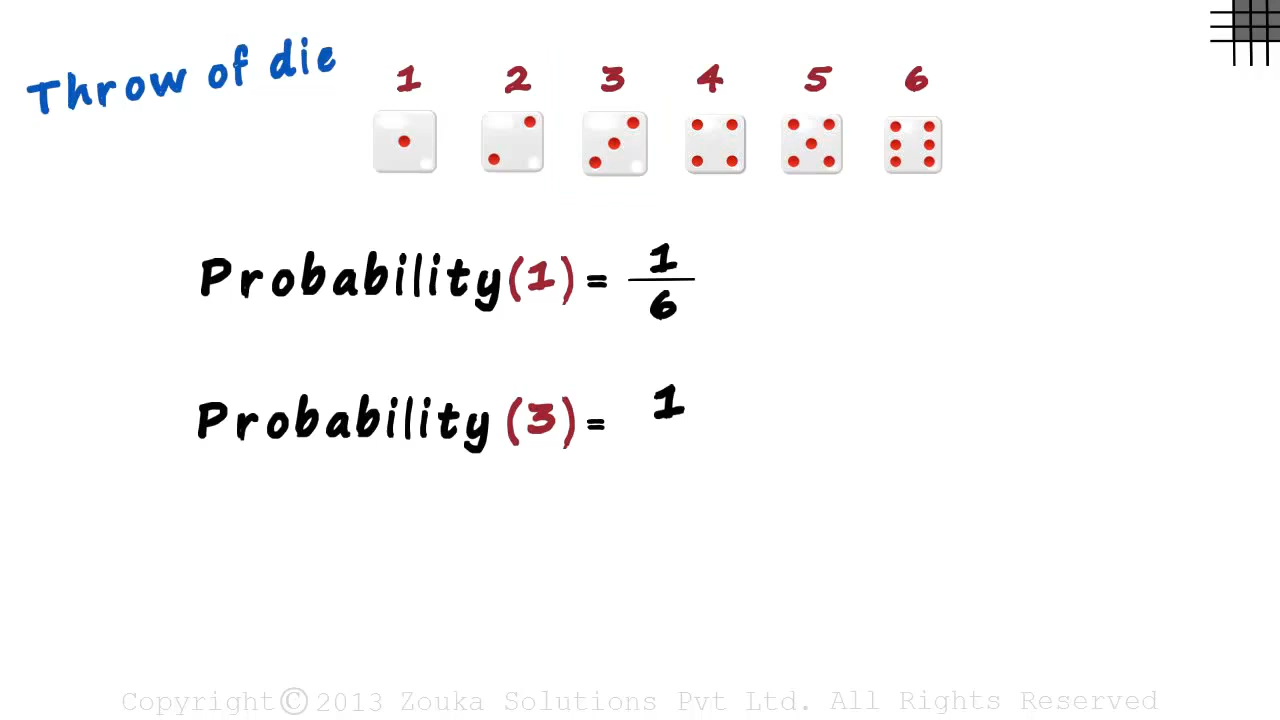 Throw of die
1 2 3 4 5 6
Probability(1) = 1/6
Probability (3) = 1
Copyright © 2013 Zouka Solutions Pvt Ltd. All Rights Reserved